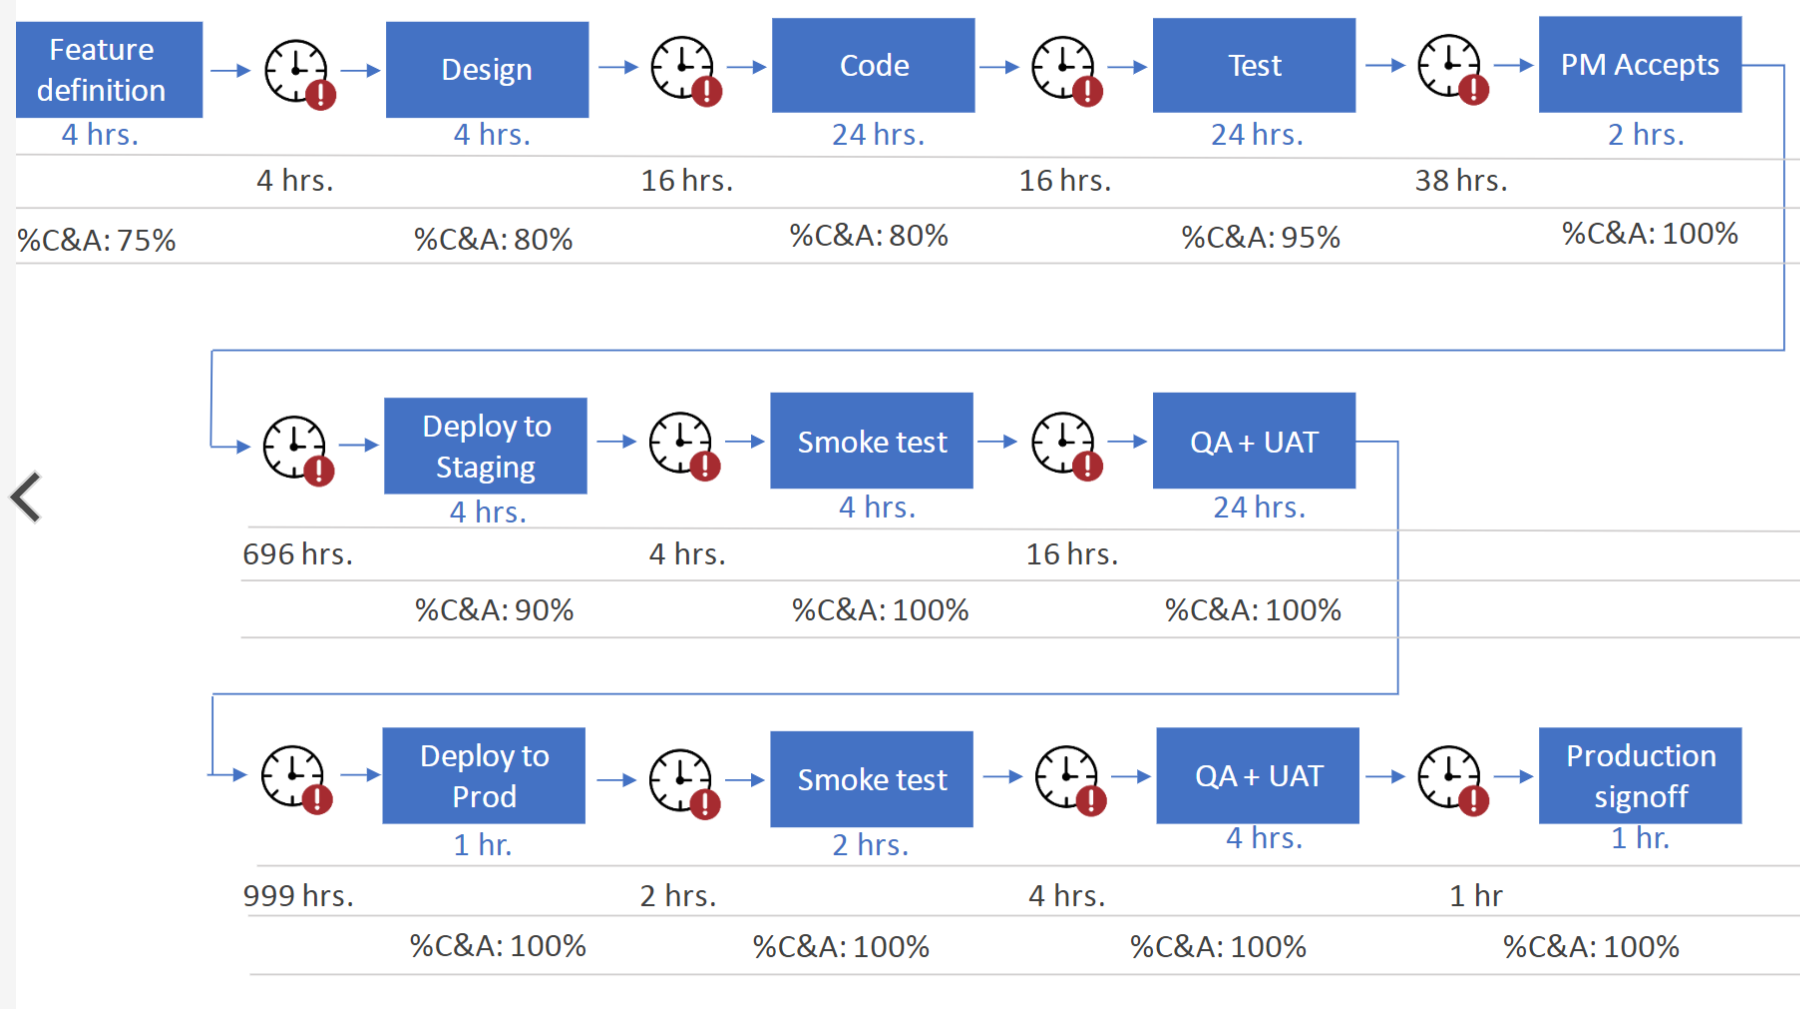 Feature
definition
Design
Code
Test
PM Accepts
4 hrs.
4 hrs.
24 hrs.
24 hrs.
2 hrs.
4 hrs.
16 hrs.
16 hrs.
38 hrs.
%C&A: 75%
%C&A: 80%
%C&A: 80%
%C&A: 95%
%C&A: 100%
Deploy to
Staging
Smoke test
QA + UAT
4 hrs.
4 hrs.
24 hrs.
696 hrs.
4 hrs.
16 hrs.
%C&A: 90%
%C&A: 100%
%C&A: 100%
Deploy to
Prod
Smoke test
QA + UAT
Production
signoff
1 hr.
2 hrs.
4 hrs.
1 hr.
999 hrs.
2 hrs.
4 hrs.
1 hr
%C&A: 100%
%C&A: 100%
%C&A: 100%
%C&A: 100%